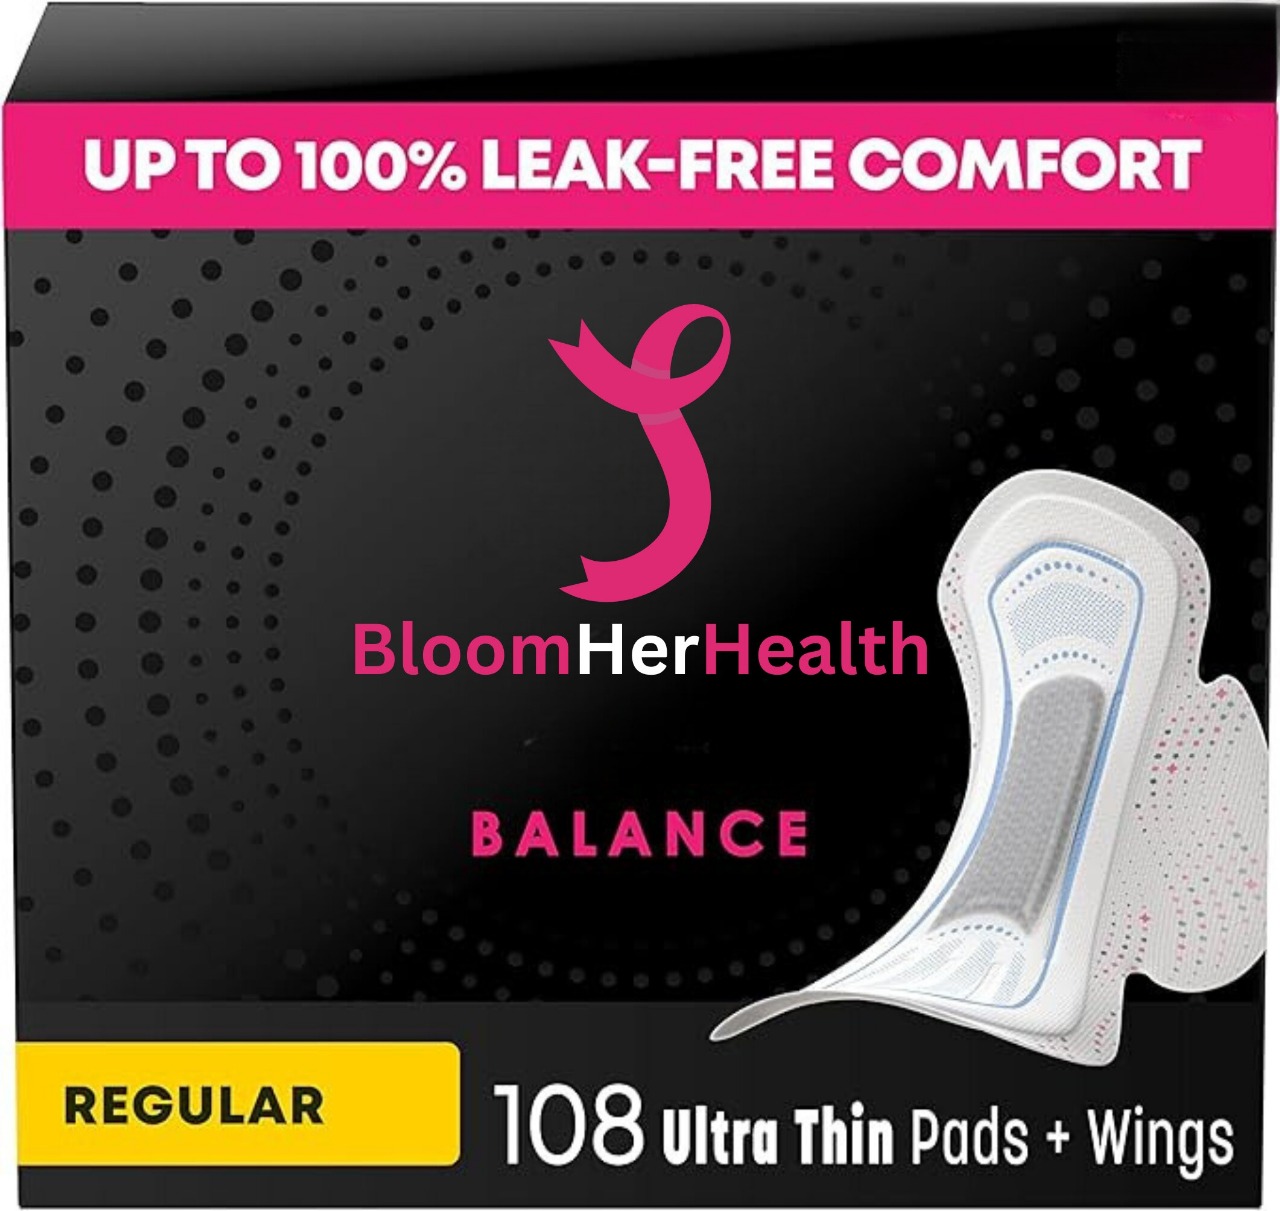 UP TO 100% LEAK-FREE COMFORT
BloomHerHealth
BALANCE
REGULAR
108 Ultra Thin Pads + Wings